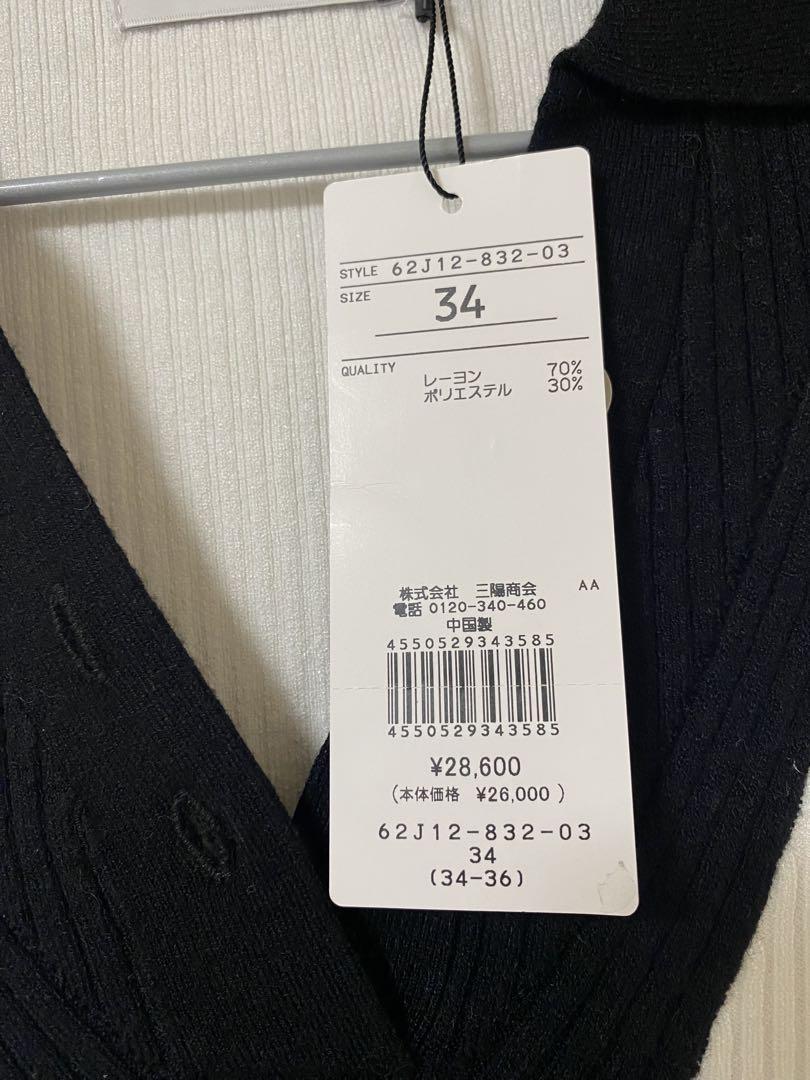 STYLE 62J12-832-03
SIZE 34
QUALITY
レーヨン 70%
ポリエステル 30%
株式会社 三陽商会 AA
電話 0120-340-460
中国製
4550529343585
4550529343585
¥28,600
(本体価格 ¥26,000)
62J12-832-03
34
(34-36)